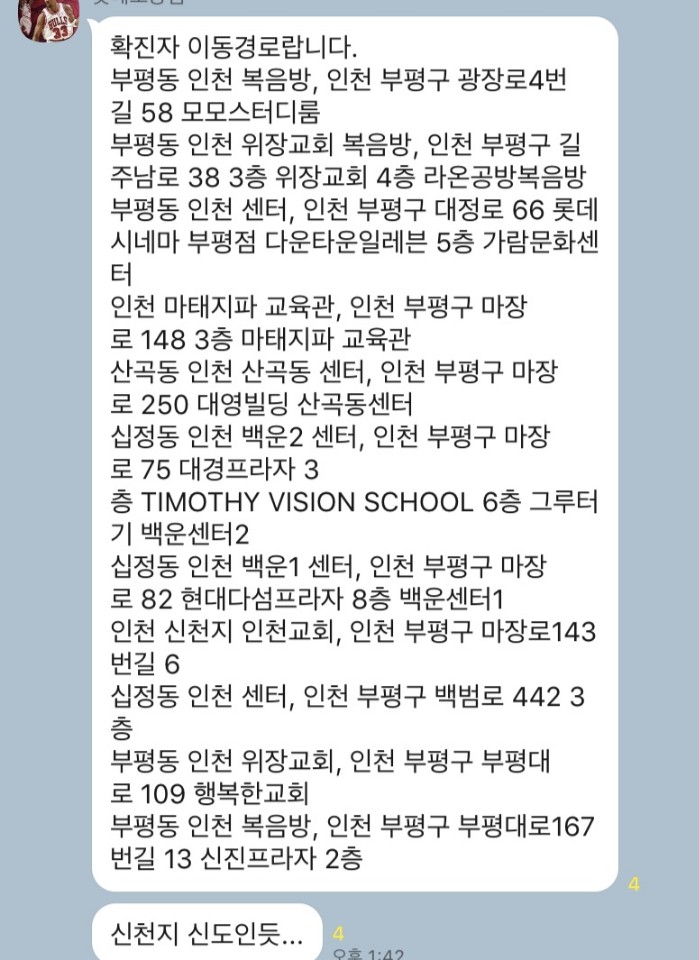 BULLS
33
확진자 이동경로랍니다.
부평동 인천 복음방, 인천 부평구 광장로4번
길 58 모모스터디룸
부평동 인천 위장교회 복음방, 인천 부평구 길
주남로 38 3층 위장교회 4층 라온공방복음방
부평동 인천 센터, 인천 부평구 대정로 66 롯데
시네마 부평점 다운타운일레븐 5층 가람문화센
터
인천 마태지파 교육관, 인천 부평구 마장
로 148 3층 마태지파 교육관
산곡동 인천 산곡동 센터, 인천 부평구 마장
로 250 대영빌딩 산곡동센터
십정동 인천 백운2 센터, 인천 부평구 마장
로 75 대경프라자 3
층 TIMOTHY VISION SCHOOL 6층 그루터
기 백운센터2
십정동 인천 백운1 센터, 인천 부평구 마장
로 82 현대다섬프라자 8층 백운센터1
인천 신천지 인천교회, 인천 부평구 마장로143
번길 6
십정동 인천 센터, 인천 부평구 백범로 442 3
층
부평동 인천 위장교회, 인천 부평구 부평대
로 109 행복한교회
부평동 인천 복음방, 인천 부평구 부평대로167
번길 13 신진프라자 2층
4
신천지 신도인듯...
4
오후 1:42